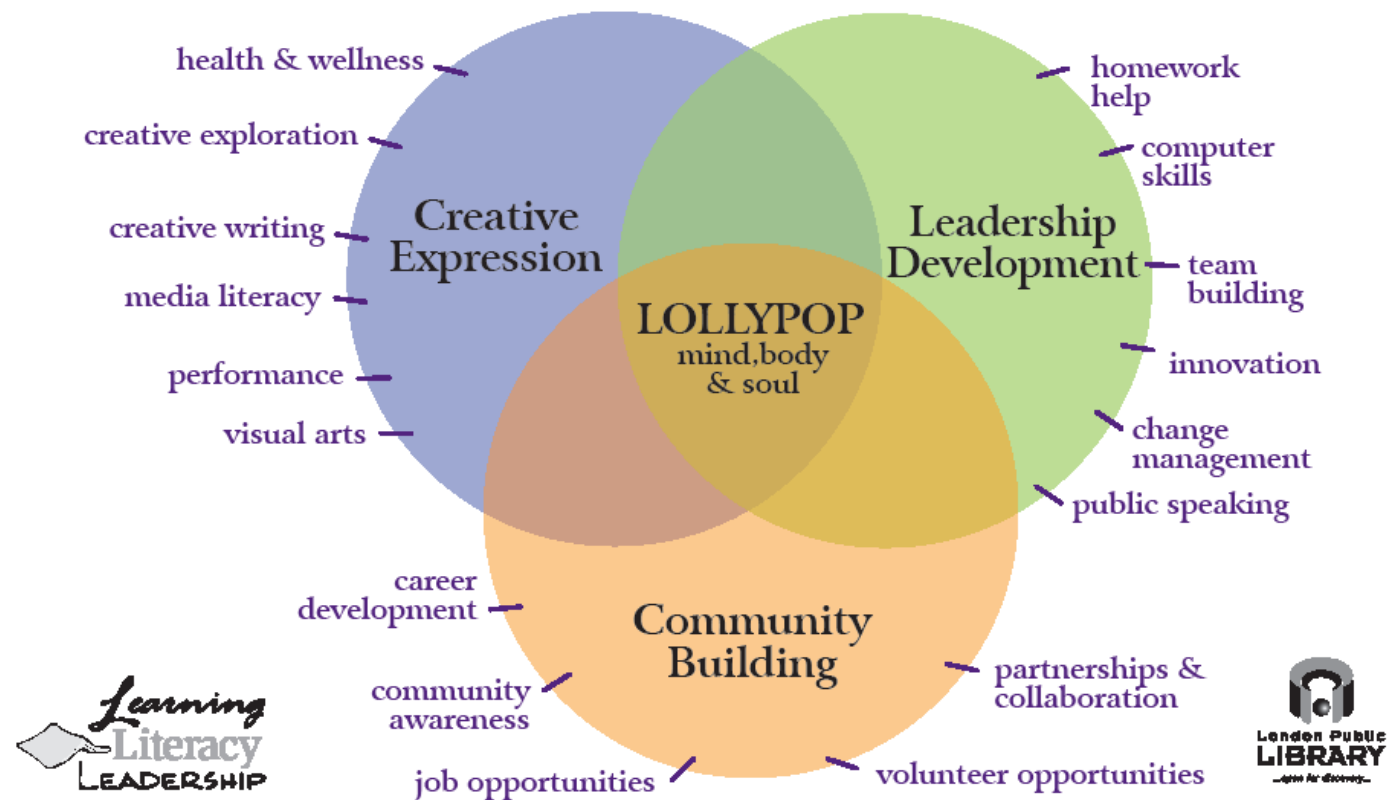 health & wellness
creative exploration
creative writing
media literacy
performance
visual arts
Creative
Expression
homework
help
computer
skills
Leadership
Development
team
building
innovation
change
management
public speaking
LOLLYPOP
mind,body
& soul
career
development
community
awareness
job opportunities
Community
Building
partnerships &
collaboration
volunteer opportunities
Learning
Literacy
LEADERSHIP
London Public
LIBRARY